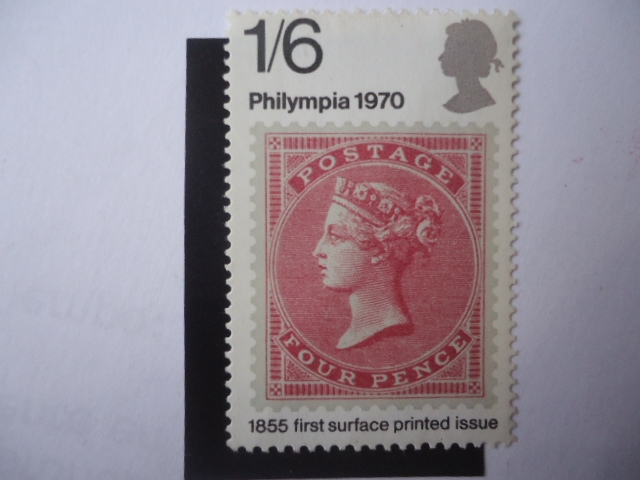 1/6
Philympia 1970
POSTAGE
FOUR PENCE
1855 first surface printed issue